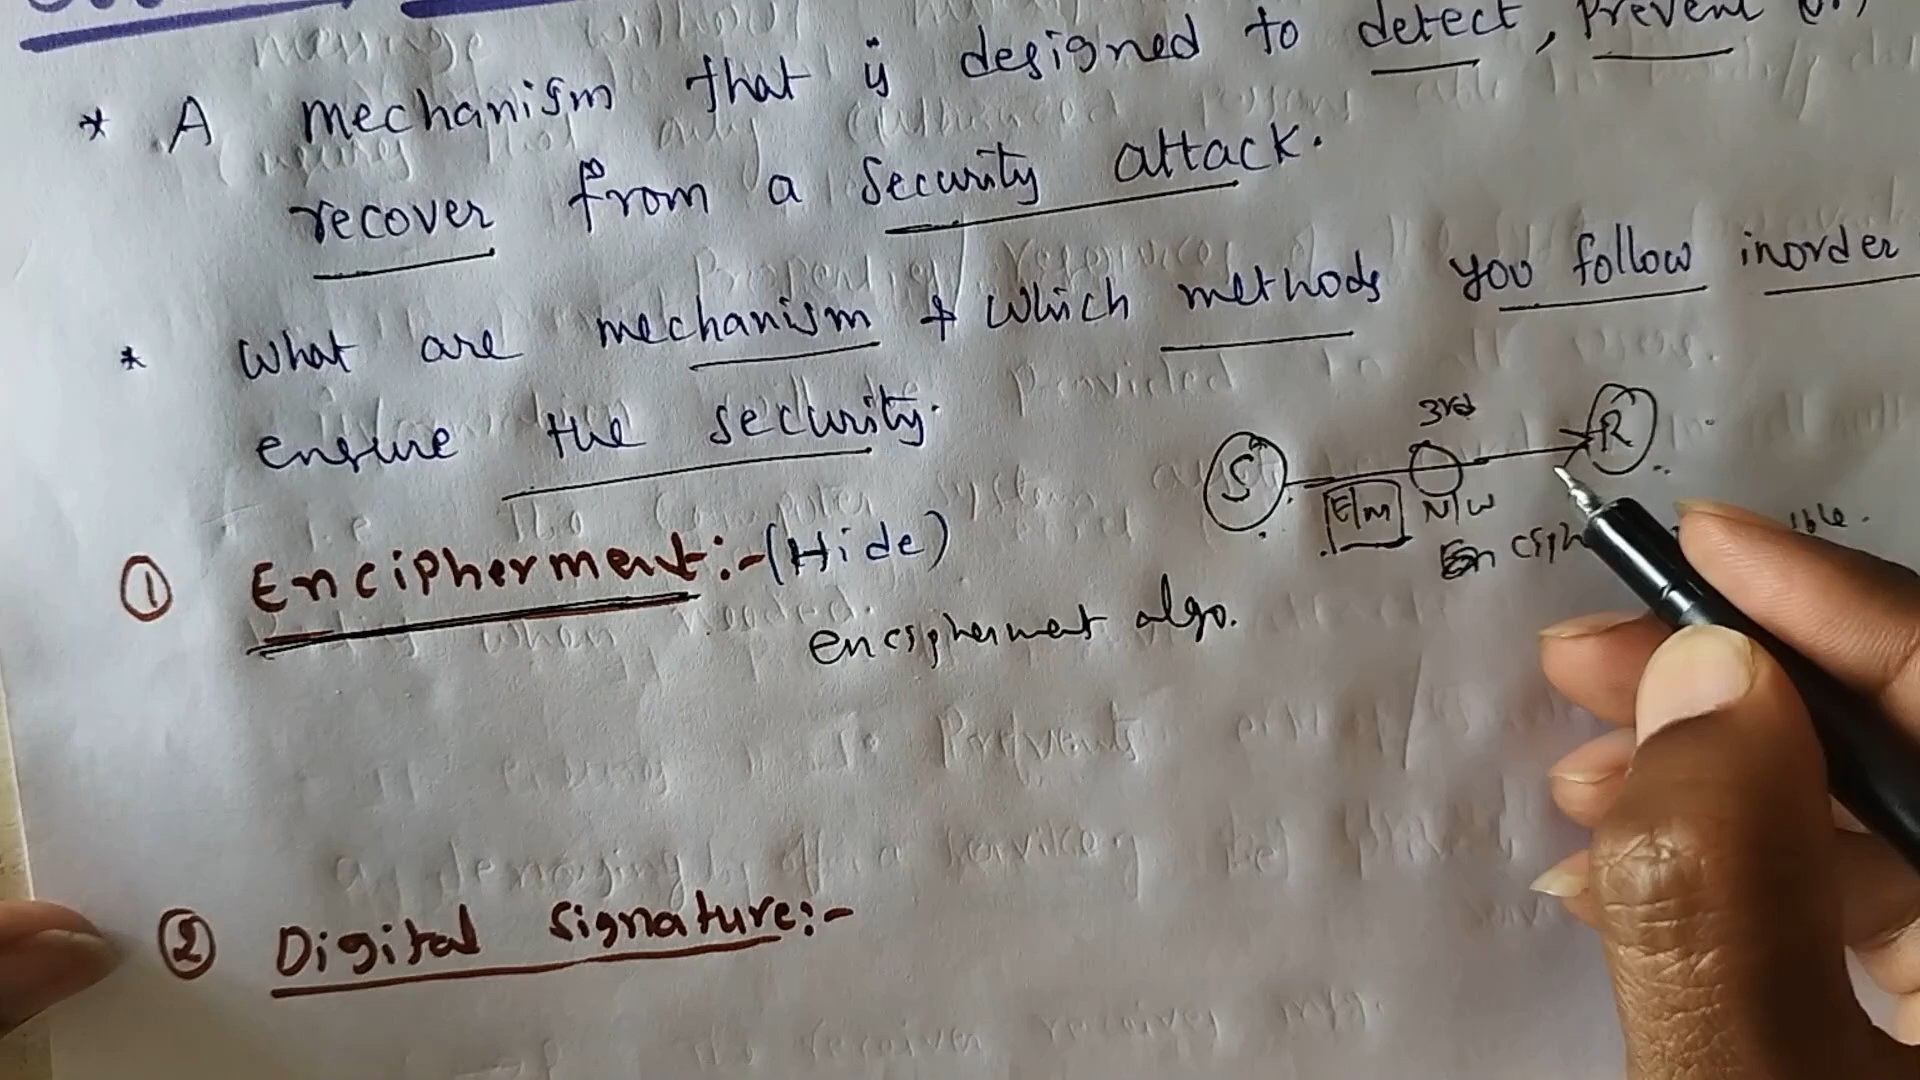 * A mechanism that is designed to detect, Prevent
recover from a security attack.
* What are mechanism & which methods you follow inorder
ensure the security.
3rd
S R
E/m N/W
① Encipherment:-(Hide)
encipherment algo.
② Digital signature:-